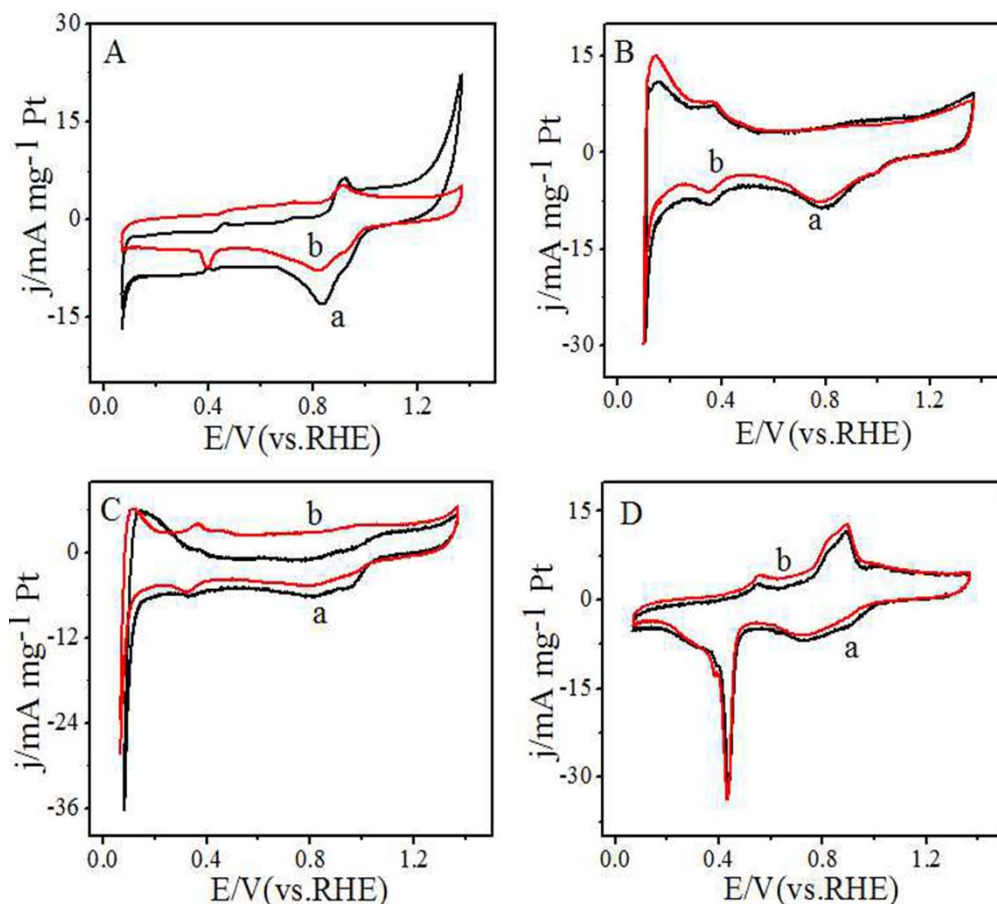 A
30
15
0
-15
j/mA mg-1 Pt
b
a
0.0 0.4 0.8 1.2
E/V(vs.RHE)
B
15
0
-15
-30
j/mA mg-1 Pt
b
a
0.0 0.4 0.8 1.2
E/V(vs.RHE)
C
0
-12
-24
-36
j/mA mg-1 Pt
b
a
0.0 0.4 0.8 1.2
E/V(vs.RHE)
D
15
0
-15
-30
j/mA mg-1 Pt
b
a
0.0 0.4 0.8 1.2
E/V(vs.RHE)